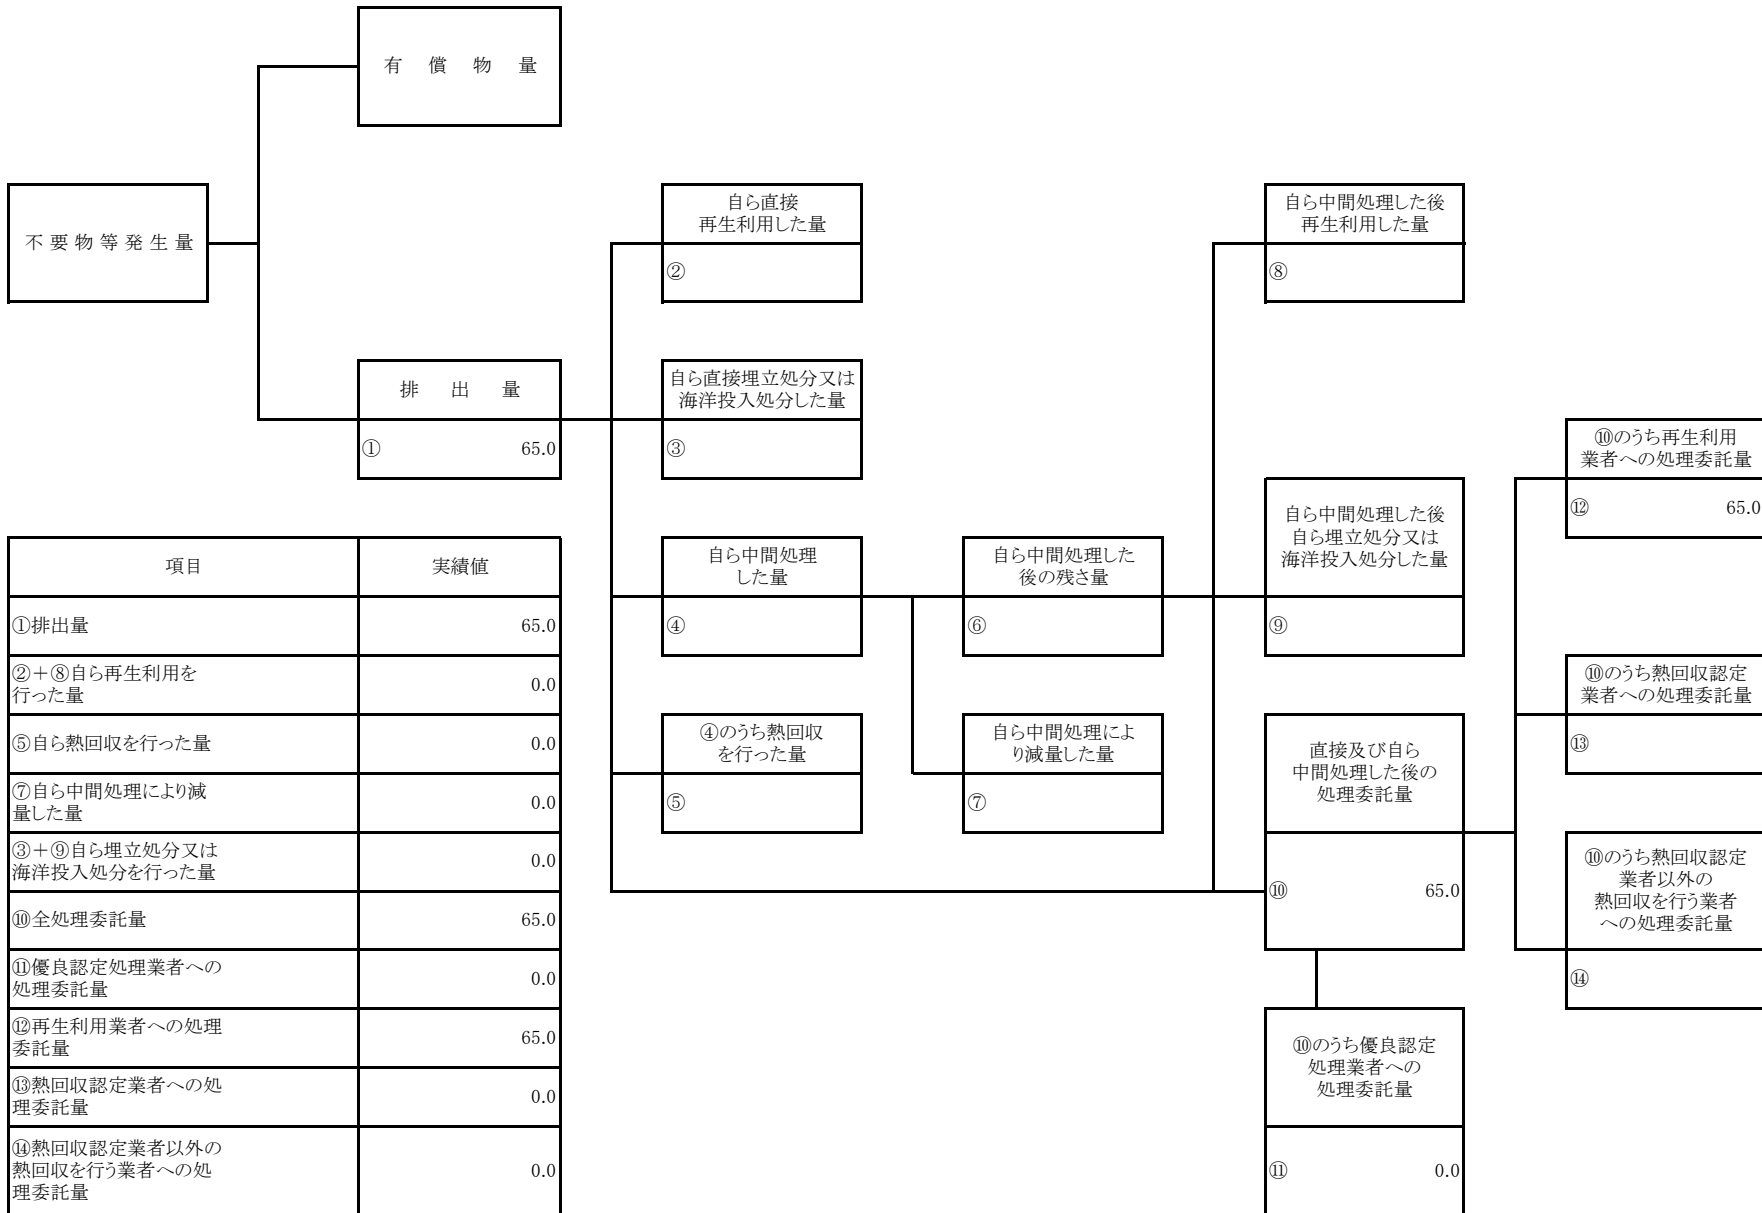 有 償 物 量
不 要 物 等 発 生 量
自ら直接
再生利用した量
②
自ら中間処理した後
再生利用した量
⑧
排 出 量
① 65.0
自ら直接埋立処分又は
海洋投入処分した量
③
⑩のうち再生利用
業者への処理委託量
⑫ 65.0
自ら中間処理
した量
④
自ら中間処理した
後の残さ量
⑥
自ら中間処理した後
自ら埋立処分又は
海洋投入処分した量
⑨
⑩のうち熱回収認定
業者への処理委託量
⑬
④のうち熱回収
を行った量
⑤
自ら中間処理によ
り減量した量
⑦
直接及び自ら
中間処理した後の
処理委託量
⑩ 65.0
⑩のうち熱回収認定
業者以外の
熱回収を行う業者
への処理委託量
⑭
⑩のうち優良認定
処理業者への
処理委託量
⑪ 0.0
項目 実績値
①排出量 65.0
②＋⑧自ら再生利用を
行った量 0.0
⑤自ら熱回収を行った量 0.0
⑦自ら中間処理により減
量した量 0.0
③＋⑨自ら埋立処分又は
海洋投入処分を行った量 0.0
⑩全処理委託量 65.0
⑪優良認定処理業者への
処理委託量 0.0
⑫再生利用業者への処理
委託量 65.0
⑬熱回収認定業者への処
理委託量 0.0
⑭熱回収認定業者以外の
熱回収を行う業者への処
理委託量 0.0